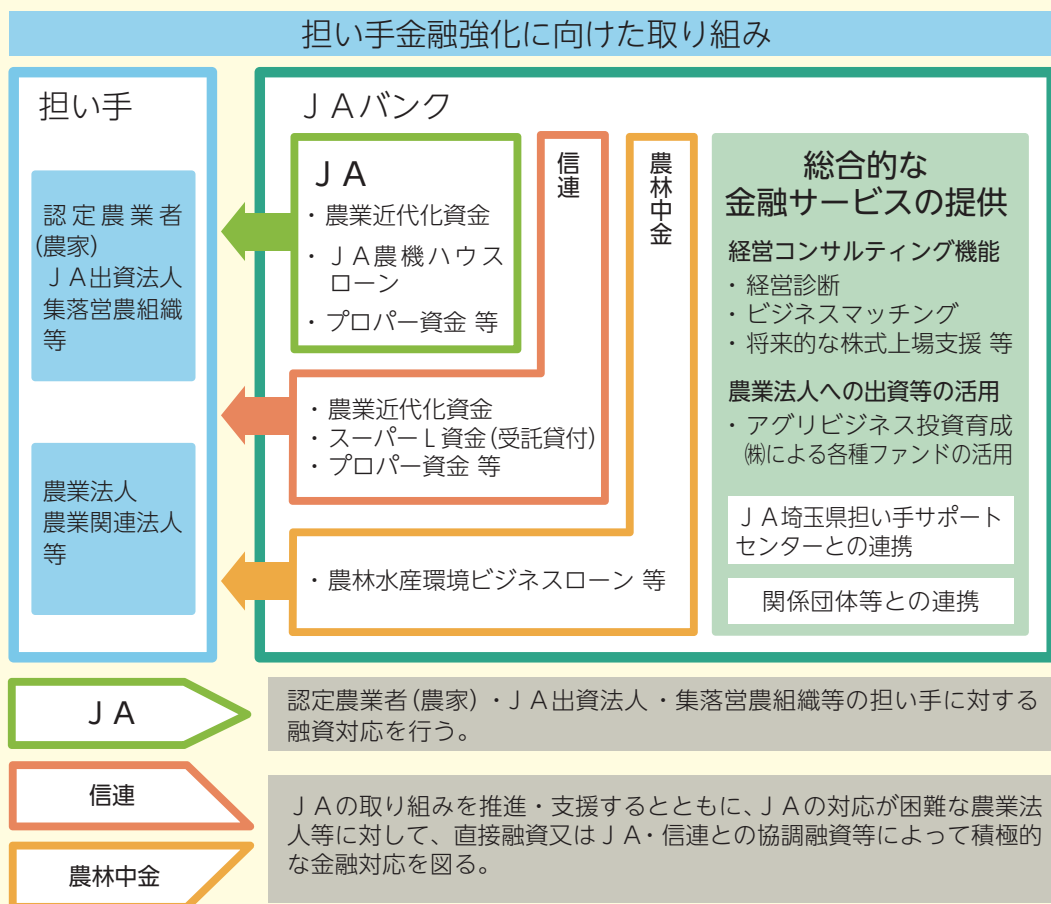 担い手金融強化に向けた取り組み
担い手
認定農業者
(農家)
ＪＡ出資法人
集落営農組織
等
農業法人
農業関連法人
等
ＪＡバンク
ＪＡ
・農業近代化資金
・ＪＡ農機ハウス
ローン
・プロパー資金 等
信連
・農業近代化資金
・スーパーＬ資金(受託貸付)
・プロパー資金 等
農林中金
・農林水産環境ビジネスローン 等
総合的な
金融サービスの提供
経営コンサルティング機能
・経営診断
・ビジネスマッチング
・将来的な株式上場支援 等
農業法人への出資等の活用
・アグリビジネス投資育成
㈱による各種ファンドの活用
ＪＡ埼玉県担い手サポート
センターとの連携
関係団体等との連携
ＪＡ
認定農業者(農家)・ＪＡ出資法人・集落営農組織等の担い手に対する
融資対応を行う。
信連
農林中金
ＪＡの取り組みを推進・支援するとともに、ＪＡの対応が困難な農業法
人等に対して、直接融資又はＪＡ・信連との協調融資等によって積極的
な金融対応を図る。